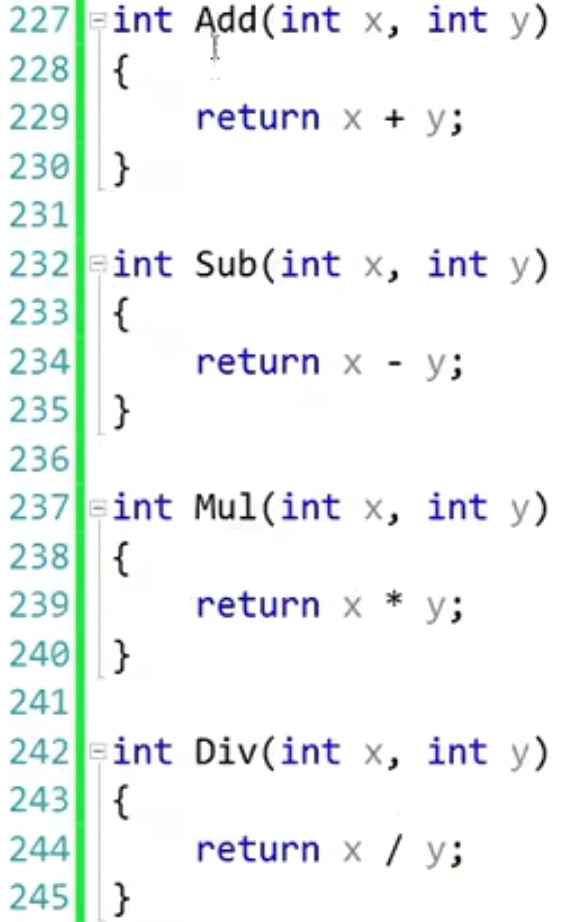 227 int Add(int x, int y)
228 {
229     return x + y;
230 }
231
232 int Sub(int x, int y)
233 {
234     return x - y;
235 }
236
237 int Mul(int x, int y)
238 {
239     return x * y;
240 }
241
242 int Div(int x, int y)
243 {
244     return x / y;
245 }